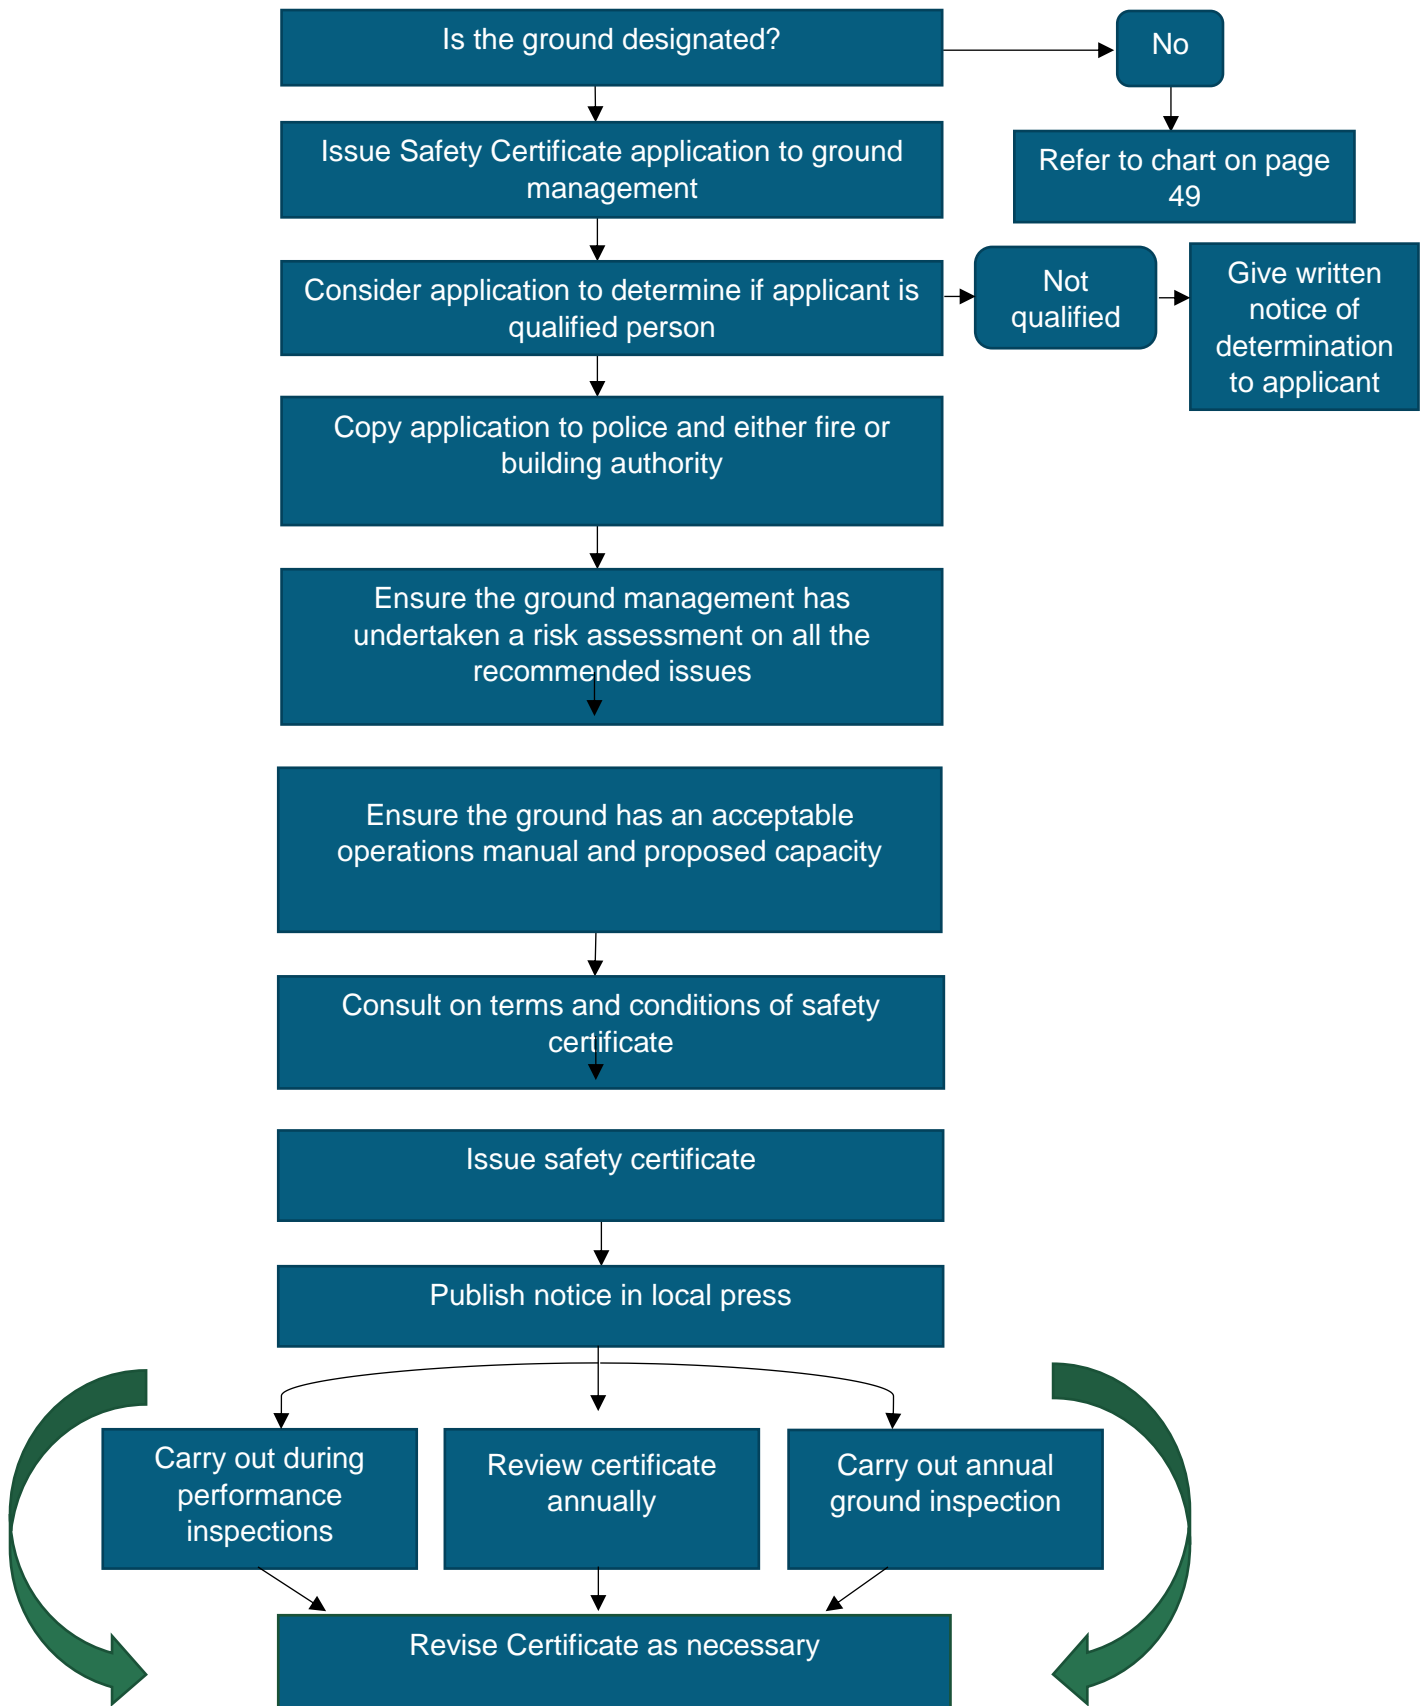 Is the ground designated?
No
Issue Safety Certificate application to ground
management
Refer to chart on page
49
Consider application to determine if applicant is
qualified person
Not
qualified
Give written
notice of
determination
to applicant
Copy application to police and either fire or
building authority
Ensure the ground management has
undertaken a risk assessment on all the
recommended issues
Ensure the ground has an acceptable
operations manual and proposed capacity
Consult on terms and conditions of safety
certificate
Issue safety certificate
Publish notice in local press
Carry out during
performance
inspections
Review certificate
annually
Carry out annual
ground inspection
Revise Certificate as necessary